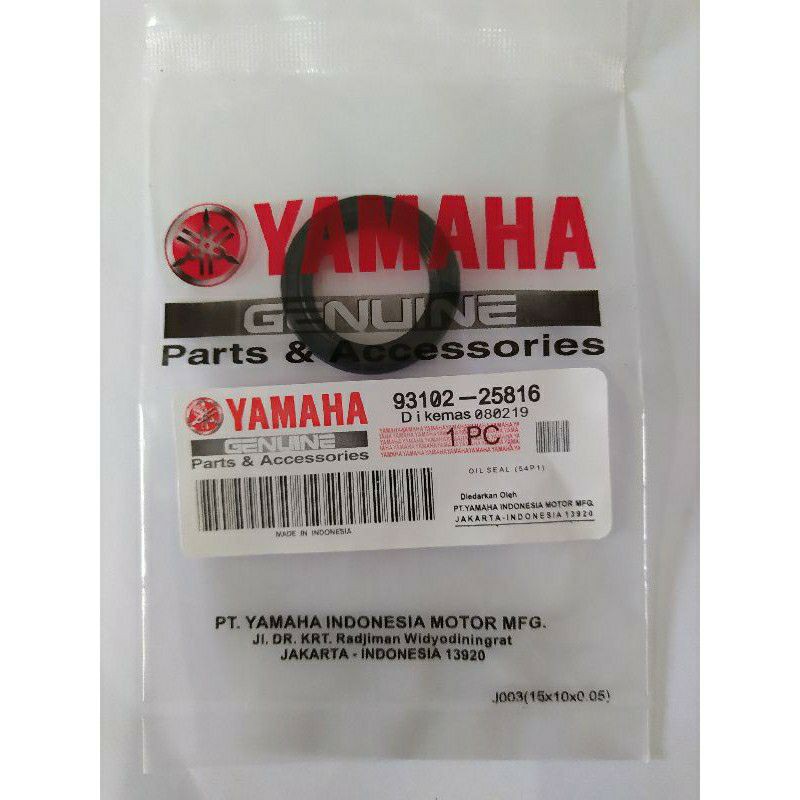 YAMAHA
GENUINE
Parts & Accessories
YAMAHA
GENUINE
Parts & Accessories
MADE IN INDONESIA
93102-25816
Dikemas 080219
1 PC
OIL SEAL (54P1)
Diedarkan Oleh
PT.YAMAHA INDONESIA MOTOR MFG.
JAKARTA-INDONESIA 13920
PT. YAMAHA INDONESIA MOTOR MFG.
Jl. DR. KRT. Radjiman Widyodiningrat
JAKARTA - INDONESIA 13920
J003(15x10x0.05)